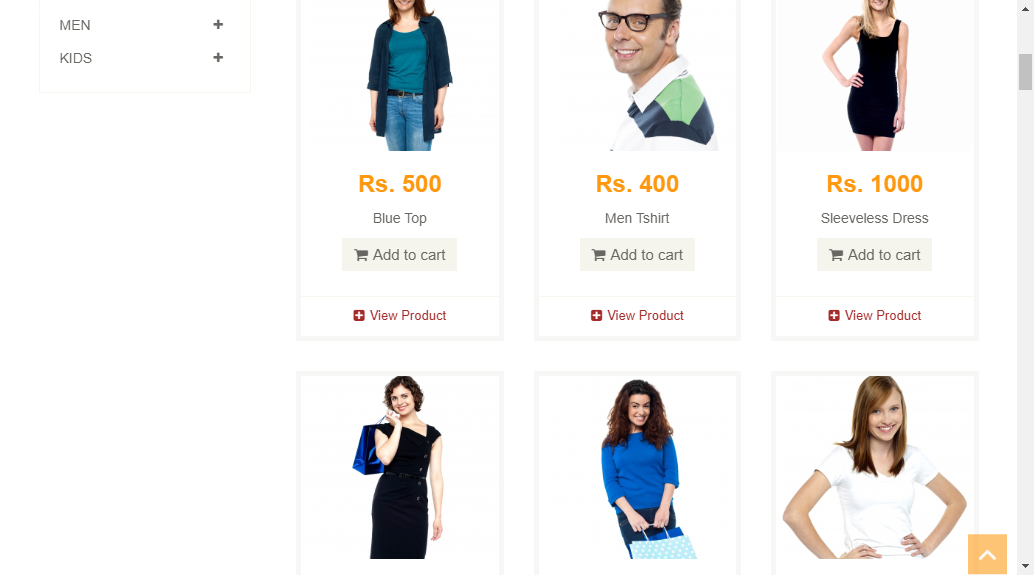 MEN
KIDS
Rs. 500
Blue Top
Add to cart
View Product
Rs. 400
Men Tshirt
Add to cart
View Product
Rs. 1000
Sleeveless Dress
Add to cart
View Product